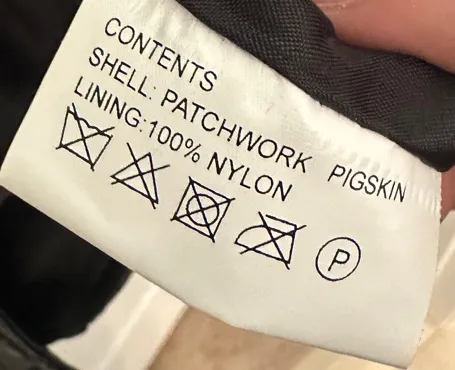 CONTENTS
SHELL: PATCHWORK PIGSKIN
LINING:100% NYLON
P